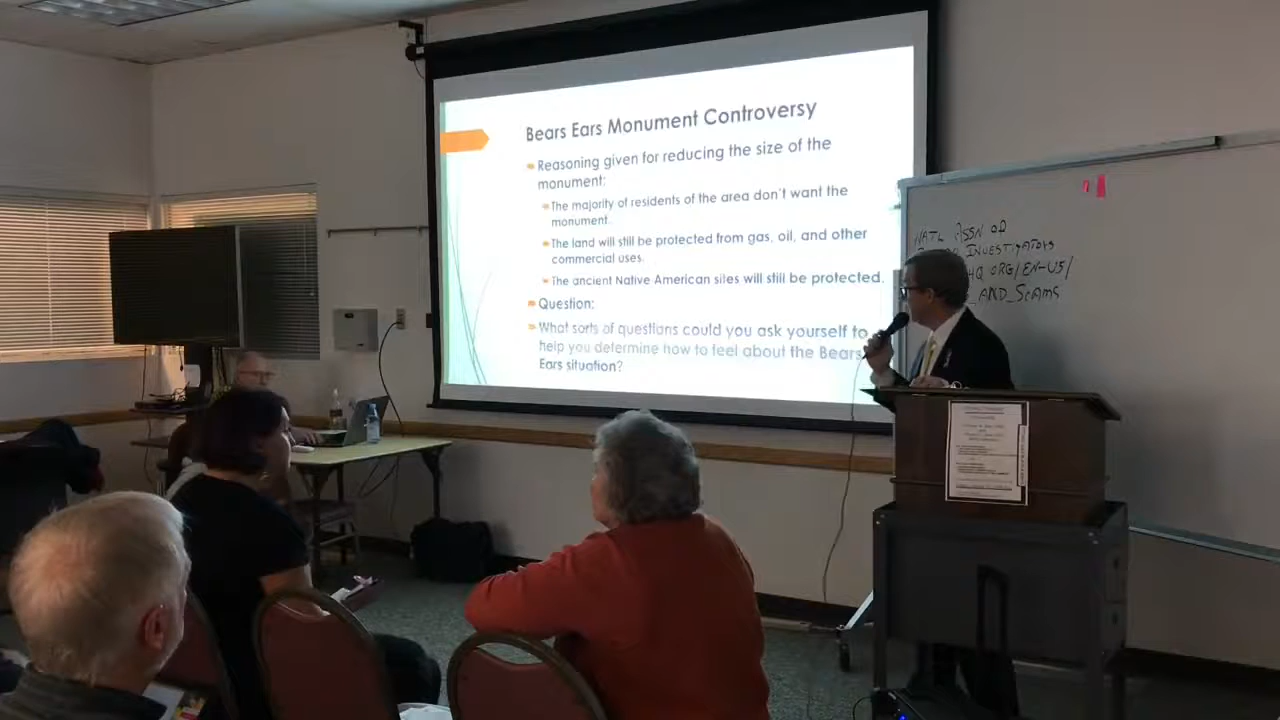 Bears Ears Monument Controversy
Reasoning given for reducing the size of the
monument:
The majority of residents of the area don't want the
monument.
The land will still be protected from gas, oil, and other
commercial uses.
The ancient Native American sites will still be protected.
Question:
What sorts of questions could you ask yourself to
help you determine how to feel about the Bears
Ears situation?
NATL ASSN OF
INVESTIGATORS
HQ ORG/EN-US/
_AND_SCAMS